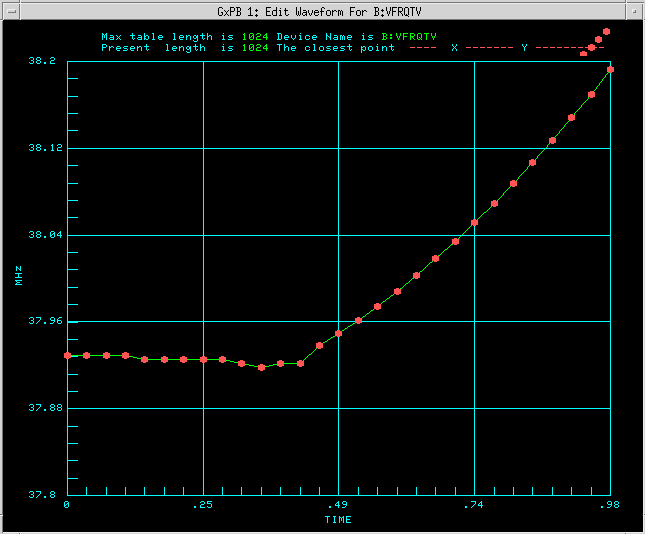 GxPB 1: Edit Waveform For B:VFRQTV
Max table length is 1024 Device Name is B:VFRQTV
Present length is 1024 The closest point ---- X ------- Y ----------
38.2
38.12
38.04
MHz
37.96
37.88
37.8
0 .25 .49 .74 .98
TIME